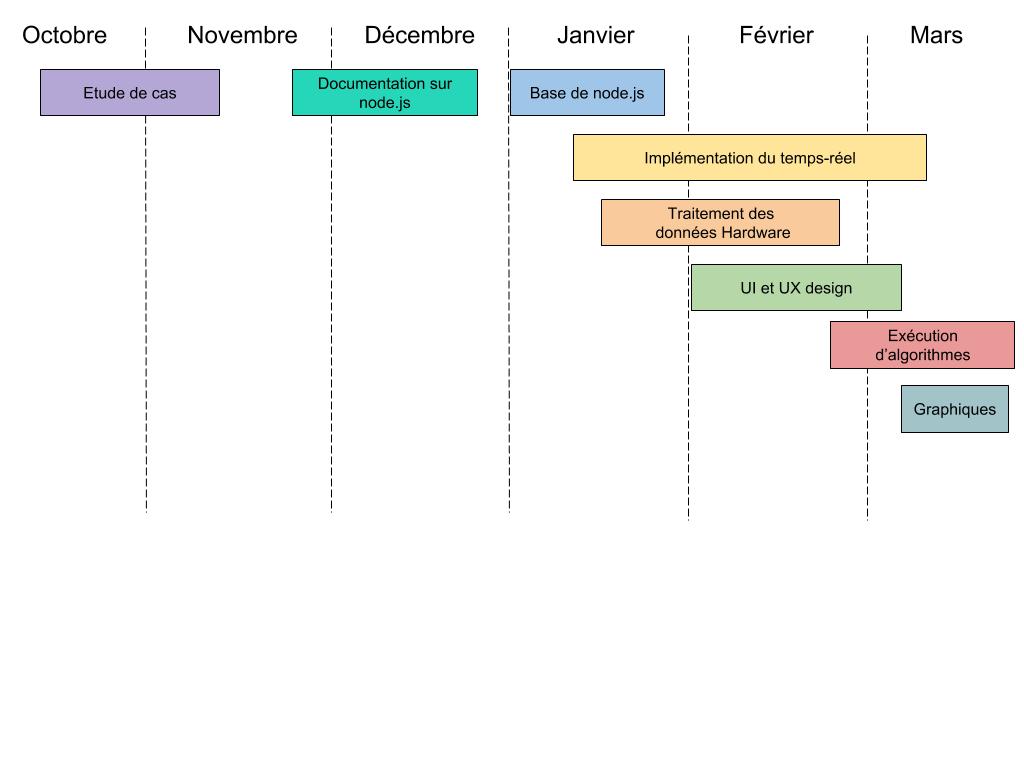 Octobre
Novembre
Décembre
Janvier
Février
Mars
Etude de cas
Documentation sur
node.js
Base de node.js
Implémentation du temps-réel
Traitement des
données Hardware
UI et UX design
Exécution
d’algorithmes
Graphiques